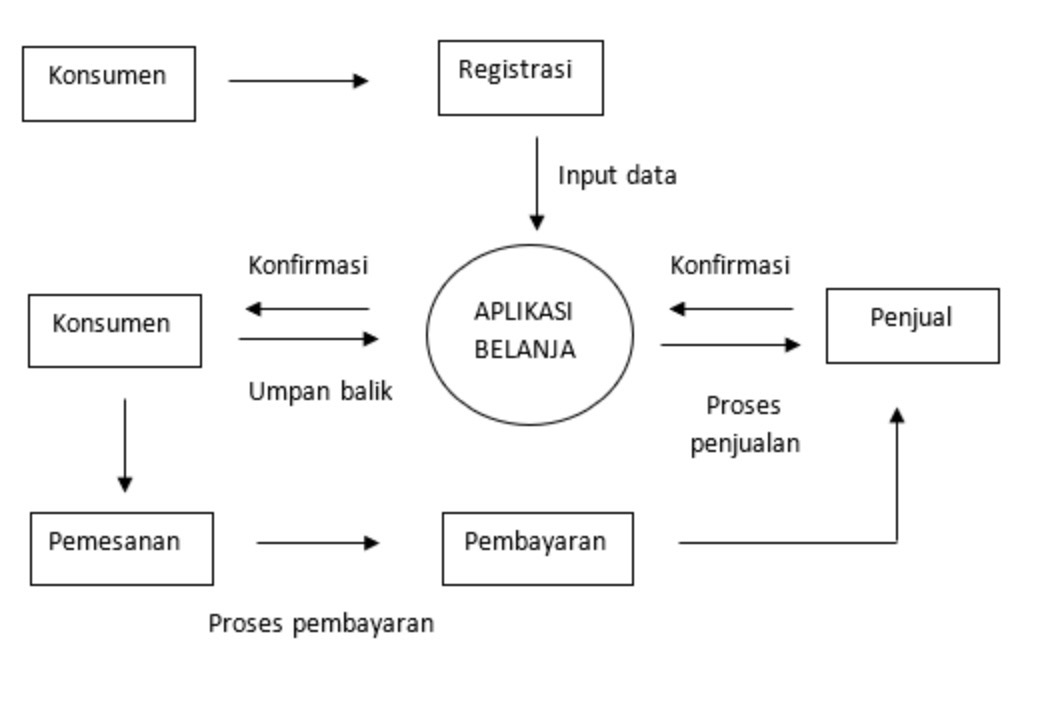 Konsumen
Registrasi
Input data
Konfirmasi
Konfirmasi
Konsumen
APLIKASI
BELANJA
Penjual
Umpan balik
Proses
penjualan
Pemesanan
Pembayaran
Proses pembayaran